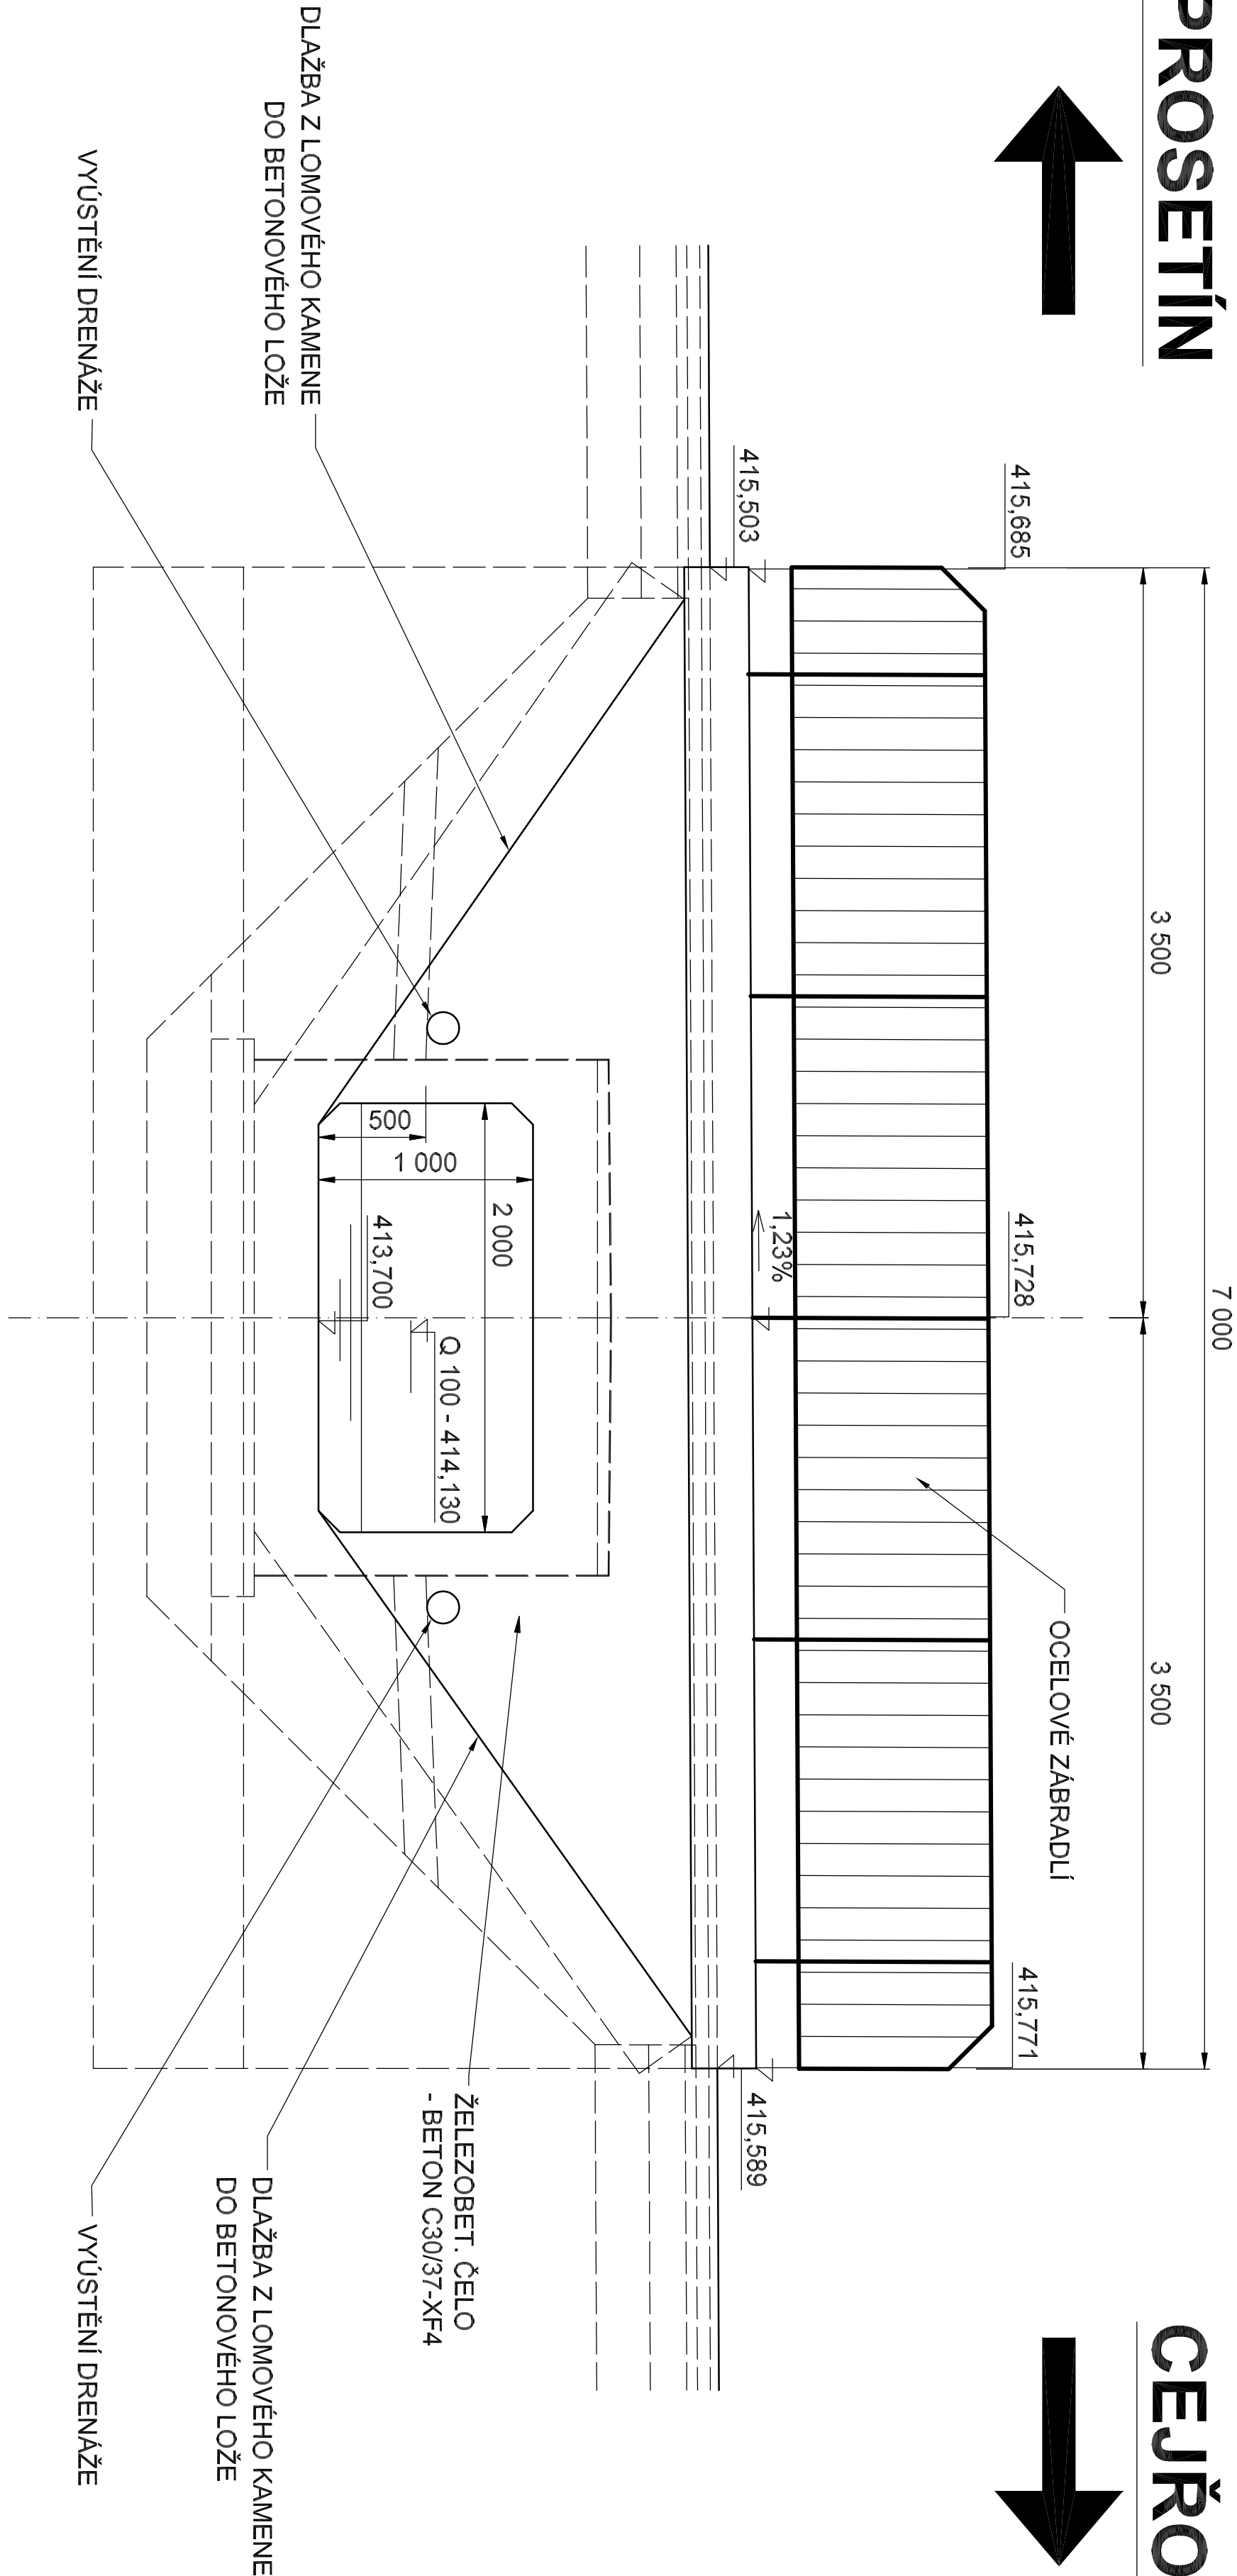 PROSETÍN
CEJŘO
7 000
3 500
3 500
415,685
415,728
415,771
OCELOVÉ ZÁBRADLÍ
1,23%
415,503
415,589
2 000
1 000
500
Q 100 - 414,130
413,700
DLAŽBA Z LOMOVÉHO KAMENE
DO BETONOVÉHO LOŽE
VYÚSTĚNÍ DRENÁŽE
ŽELEZOBET. ČELO
- BETON C30/37-XF4
DLAŽBA Z LOMOVÉHO KAMENE
DO BETONOVÉHO LOŽE
VYÚSTĚNÍ DRENÁŽE